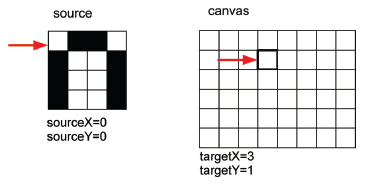 source
canvas
sourceX=0
sourceY=0
targetX=3
targetY=1